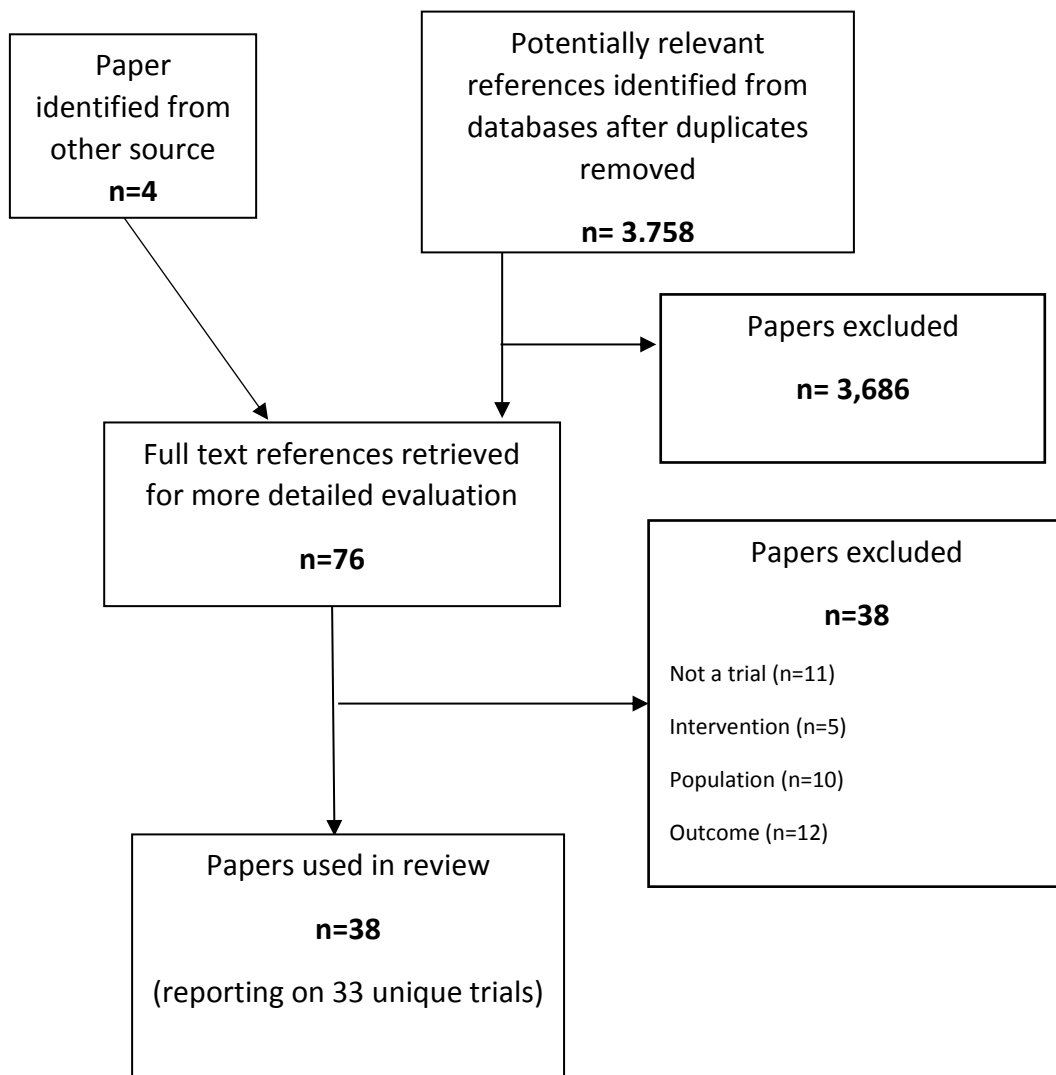 Paper
identified from
other source
n=4
Potentially relevant
references identified from
databases after duplicates
removed
n= 3.758
Papers excluded
n= 3,686
Full text references retrieved
for more detailed evaluation
n=76
Papers excluded
n=38
Not a trial (n=11)
Intervention (n=5)
Population (n=10)
Outcome (n=12)
Papers used in review
n=38
(reporting on 33 unique trials)